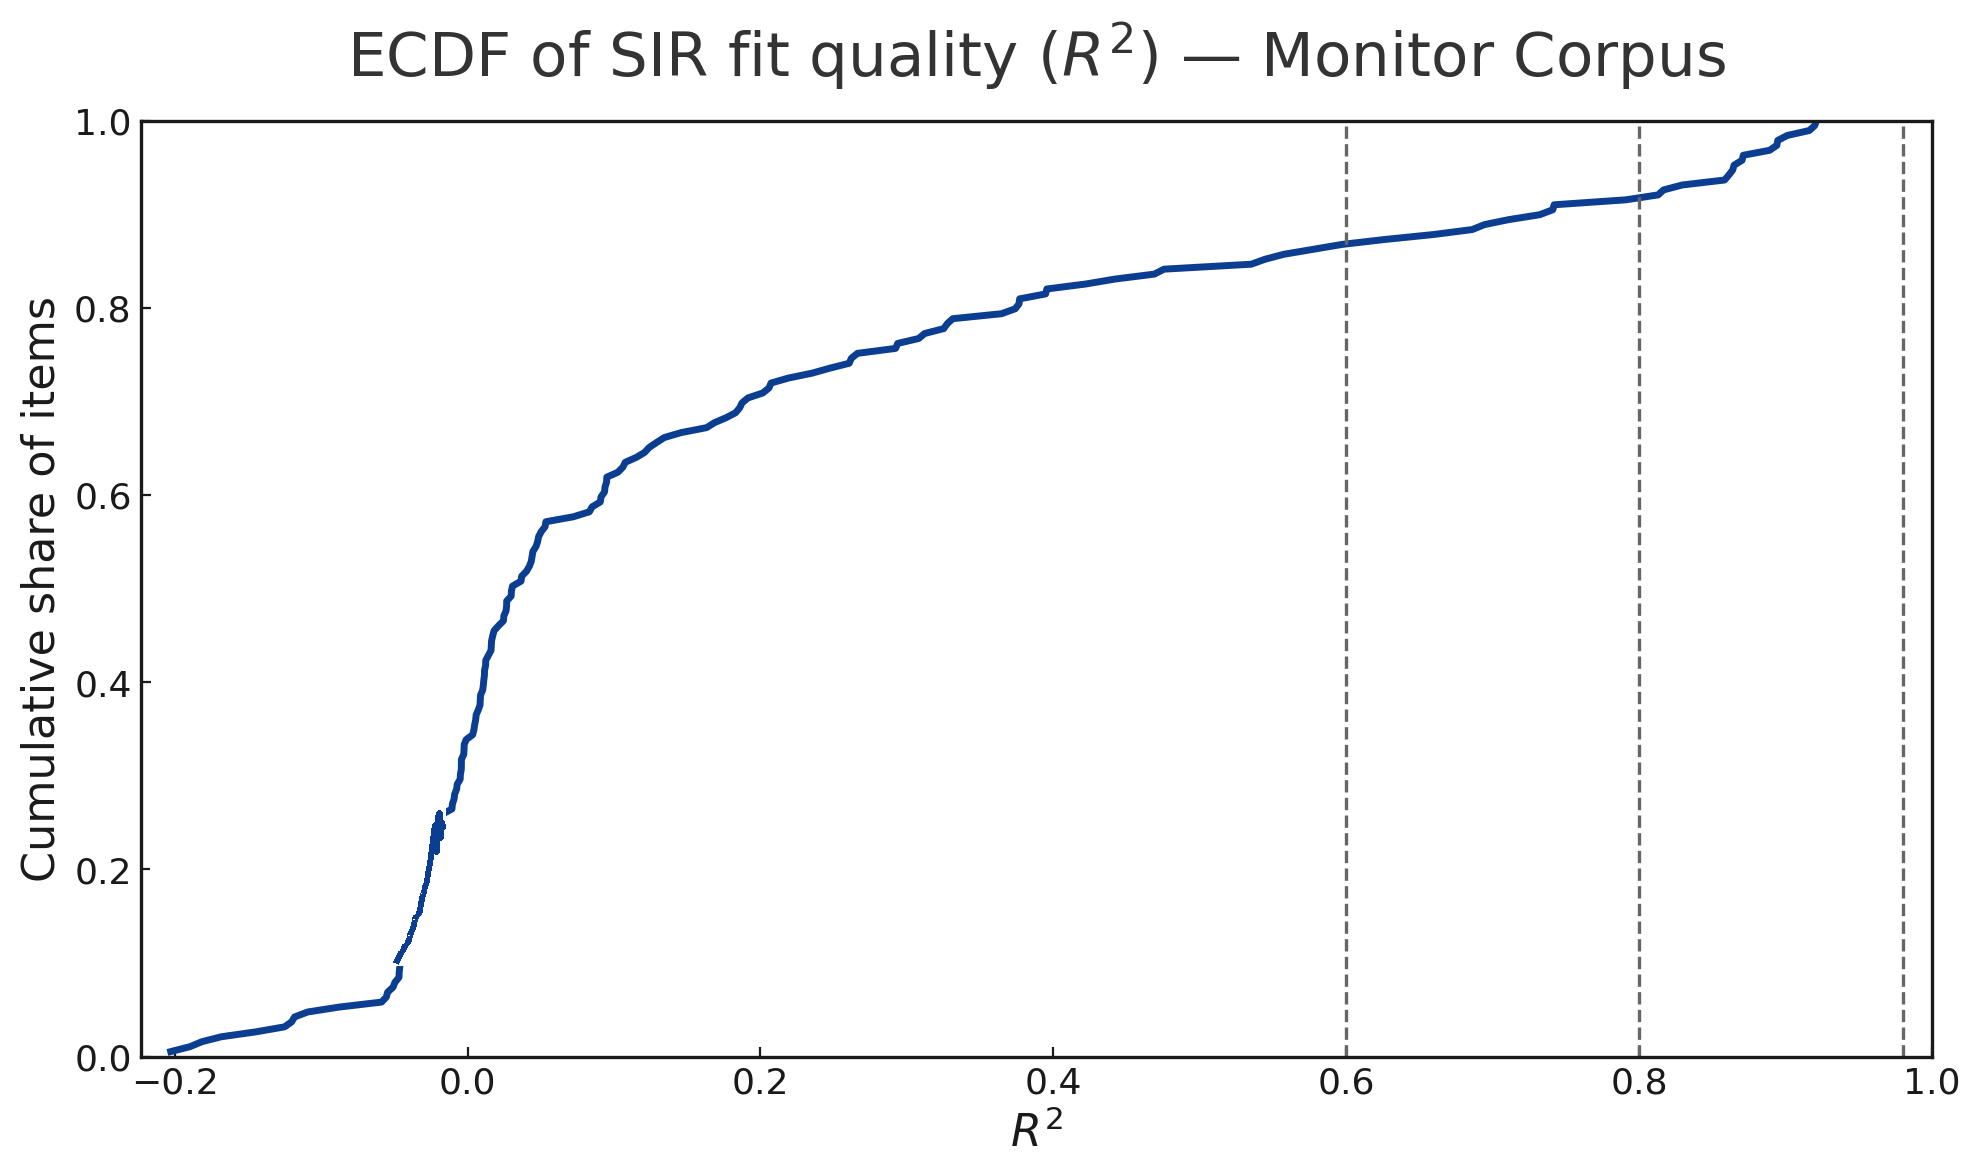 ECDF of SIR fit quality (R²) — Monitor Corpus
Cumulative share of items
1.0
0.8
0.6
0.4
0.2
0.0
−0.2 0.0 0.2 0.4 0.6 0.8 1.0
R²